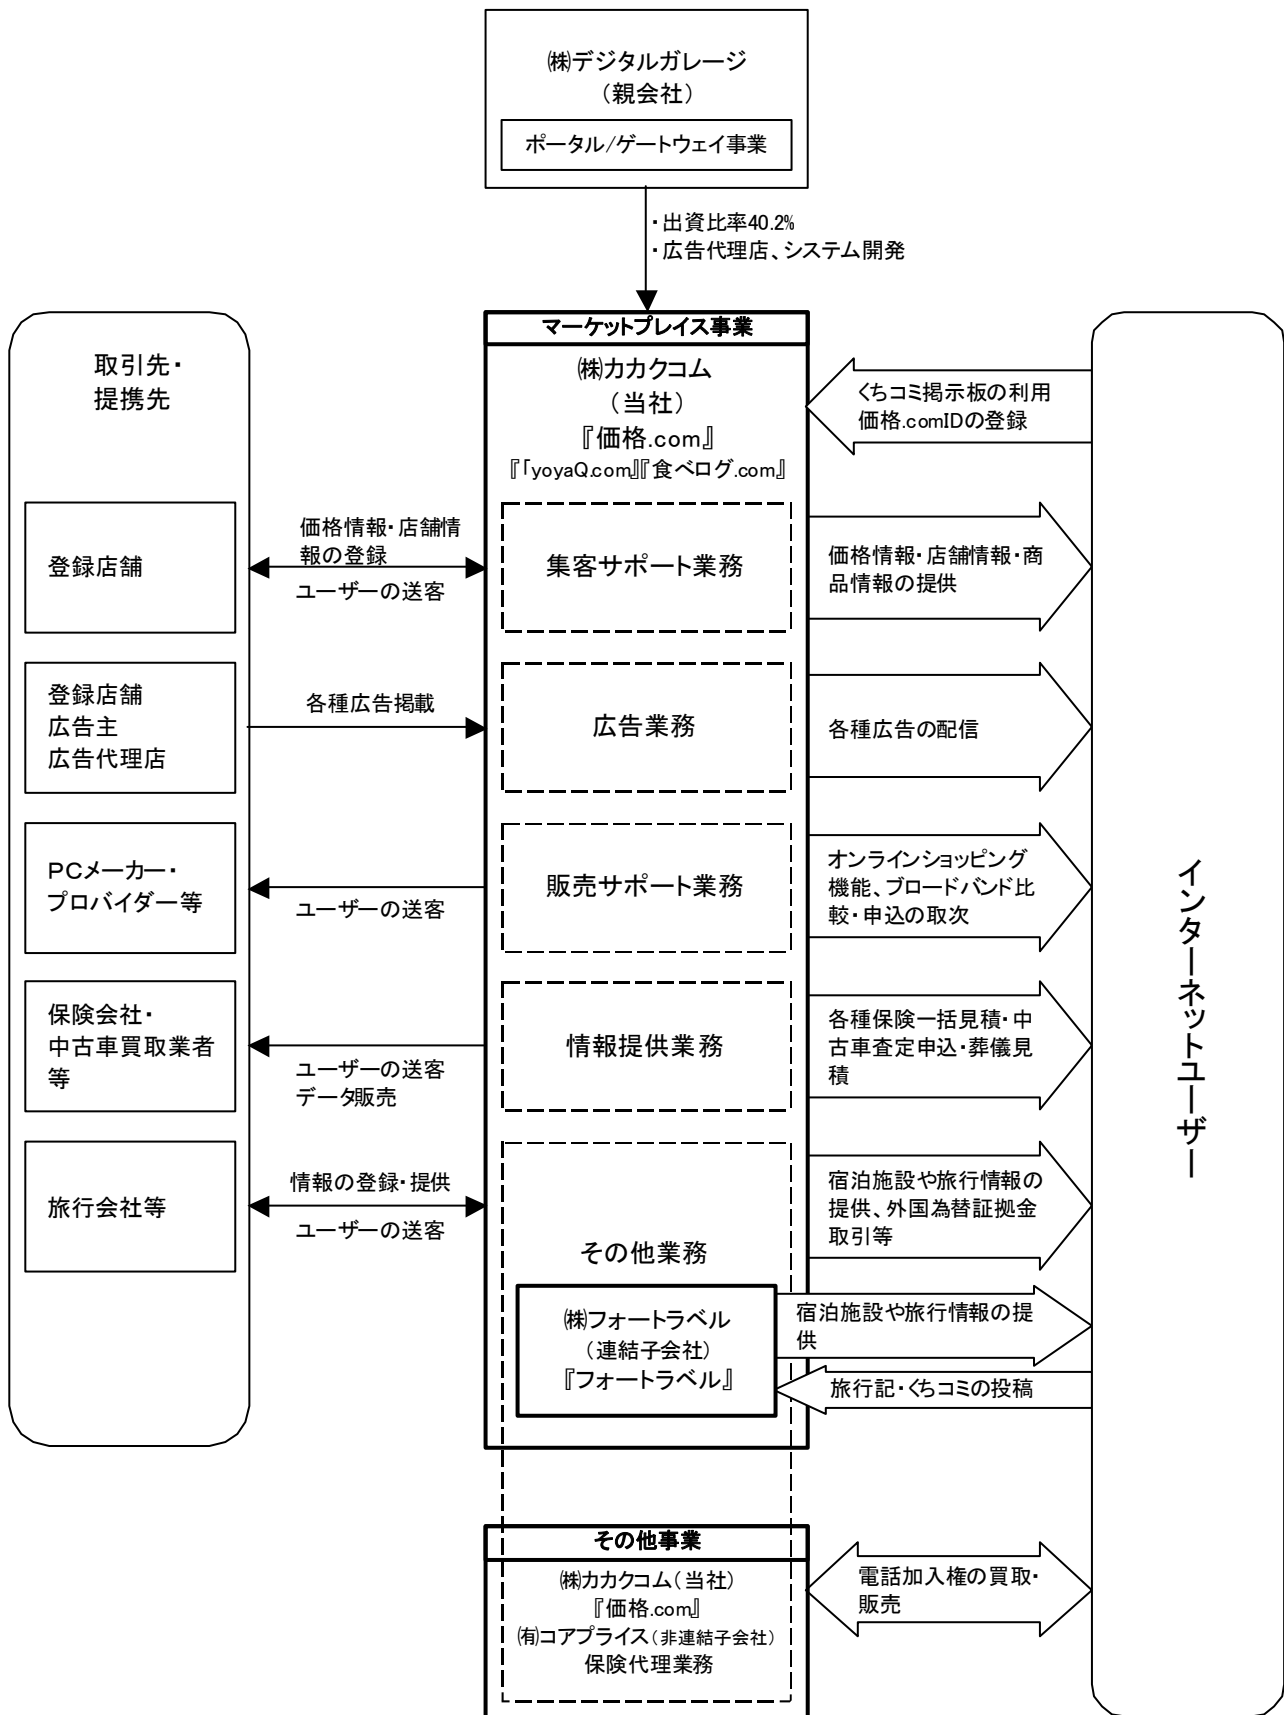 ㈱デジタルガレージ
(親会社)
ポータル/ゲートウェイ事業
・出資比率40.2%
・広告代理店、システム開発
取引先・
提携先
登録店舗
登録店舗
広告主
広告代理店
PCメーカー・
プロバイダー等
保険会社・
中古車買取業者
等
旅行会社等
価格情報・店舗情
報の登録
ユーザーの送客
各種広告掲載
ユーザーの送客
ユーザーの送客
データ販売
情報の登録・提供
ユーザーの送客
マーケットプレイス事業
㈱カカクコム
(当社)
『価格.com』
『「yoyaQ.com』『食べログ.com』
集客サポート業務
広告業務
販売サポート業務
情報提供業務
その他業務
㈱フォートラベル
(連結子会社)
『フォートラベル』
その他事業
㈱カカクコム(当社)
『価格.com』
㈲コアプライス(非連結子会社)
保険代理業務
くちコミ掲示板の利用
価格.comIDの登録
価格情報・店舗情報・商
品情報の提供
各種広告の配信
オンラインショッピング
機能、ブロードバンド比
較・申込の取次
各種保険一括見積・中
古車査定申込・葬儀見
積
宿泊施設や旅行情報の
提供、外国為替証拠金
取引等
宿泊施設や旅行情報の提
供
旅行記・くちコミの投稿
電話加入権の買取・
販売
インターネットユーザー